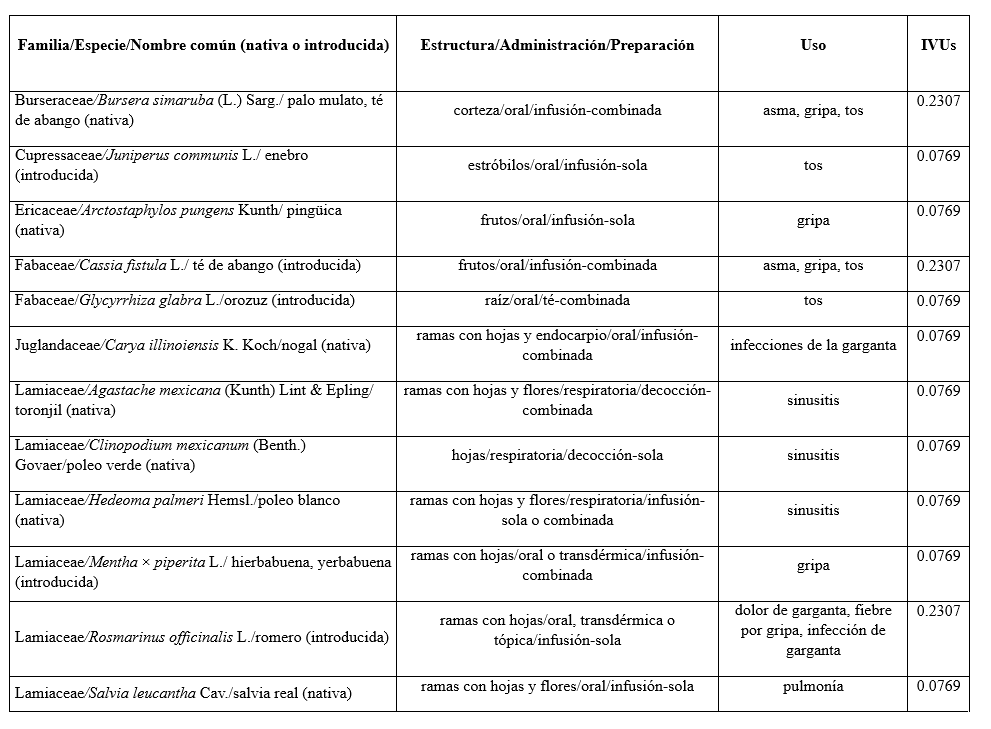 Familia/Especie/Nombre común (nativa o introducida) Estructura/Administración/Preparación Uso IVUs
Burseraceae/Bursera simaruba (L.) Sarg./ palo mulato, té
de abango (nativa)
corteza/oral/infusión-combinada
asma, gripa, tos
0.2307
Cupressaceae/Juniperus communis L./ enebro
(introducida)
estróbilos/oral/infusión-sola
tos
0.0769
Ericaceae/Arctostaphylos pungens Kunth/ pingüica
(nativa)
frutos/oral/infusión-sola
gripa
0.0769
Fabaceae/Cassia fistula L./ té de abango (introducida)
frutos/oral/infusión-combinada
asma, gripa, tos
0.2307
Fabaceae/Glycyrrhiza glabra L./orozuz (introducida)
raíz/oral/té-combinada
tos
0.0769
Juglandaceae/Carya illinoiensis K. Koch/nogal (nativa)
ramas con hojas y endocarpio/oral/infusión-
combinada
infecciones de la garganta
0.0769
Lamiaceae/Agastache mexicana (Kunth) Lint & Epling/
toronjil (nativa)
ramas con hojas y flores/respiratoria/decocción-
combinada
sinusitis
0.0769
Lamiaceae/Clinopodium mexicanum (Benth.)
Govaer/poleo verde (nativa)
hojas/respiratoria/decocción-sola
sinusitis
0.0769
Lamiaceae/Hedeoma palmeri Hemsl./poleo blanco
(nativa)
ramas con hojas y flores/respiratoria/infusión-
sola o combinada
sinusitis
0.0769
Lamiaceae/Mentha × piperita L./ hierbabuena, yerbabuena
(introducida)
ramas con hojas/oral o transdérmica/infusión-
combinada
gripa
0.0769
Lamiaceae/Rosmarinus officinalis L./romero (introducida)
ramas con hojas/oral, transdérmica o
tópica/infusión-sola
dolor de garganta, fiebre
por gripa, infección de
garganta
0.2307
Lamiaceae/Salvia leucantha Cav./salvia real (nativa)
ramas con hojas y flores/oral/infusión-sola
pulmonía
0.0769